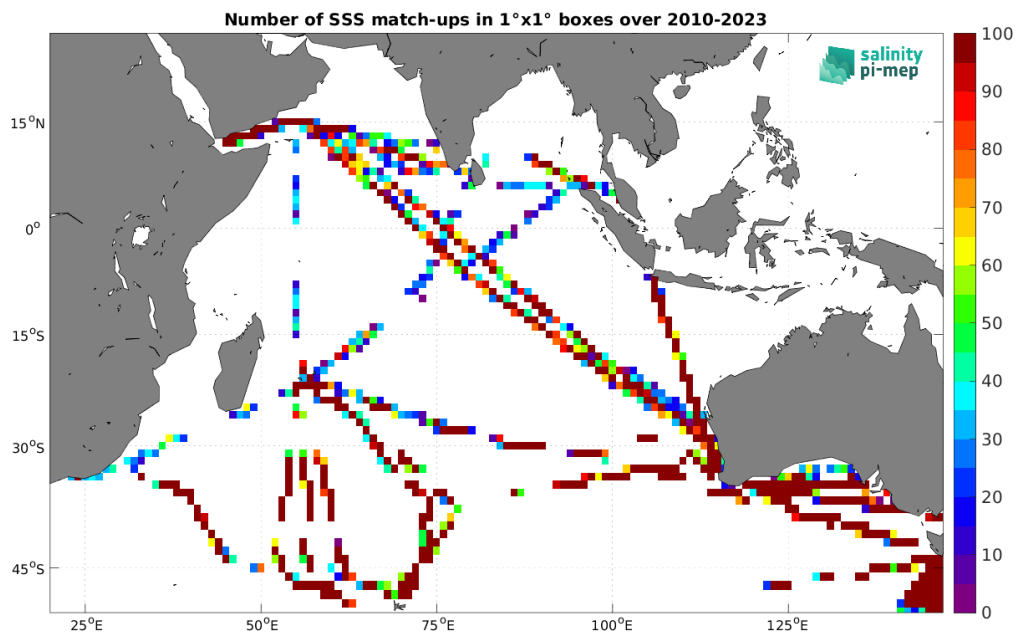 Number of SSS match-ups in 1°x1° boxes over 2010-2023
salinity
pi-mep
100
90
80
70
60
50
40
30
20
10
0
15°N
0°
15°S
30°S
45°S
25°E
50°E
75°E
100°E
125°E